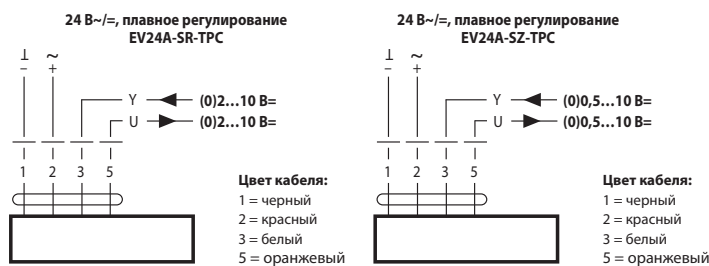 24 В~/=, плавное регулирование
EV24A-SR-TPC
⊥ ~
– +
Y (0)2...10 В=
U (0)2...10 В=
1 2 3 5
Цвет кабеля:
1 = черный
2 = красный
3 = белый
5 = оранжевый
24 В~/=, плавное регулирование
EV24A-SZ-TPC
⊥ ~
– +
Y (0)0,5...10 В=
U (0)0,5...10 В=
1 2 3 5
Цвет кабеля:
1 = черный
2 = красный
3 = белый
5 = оранжевый